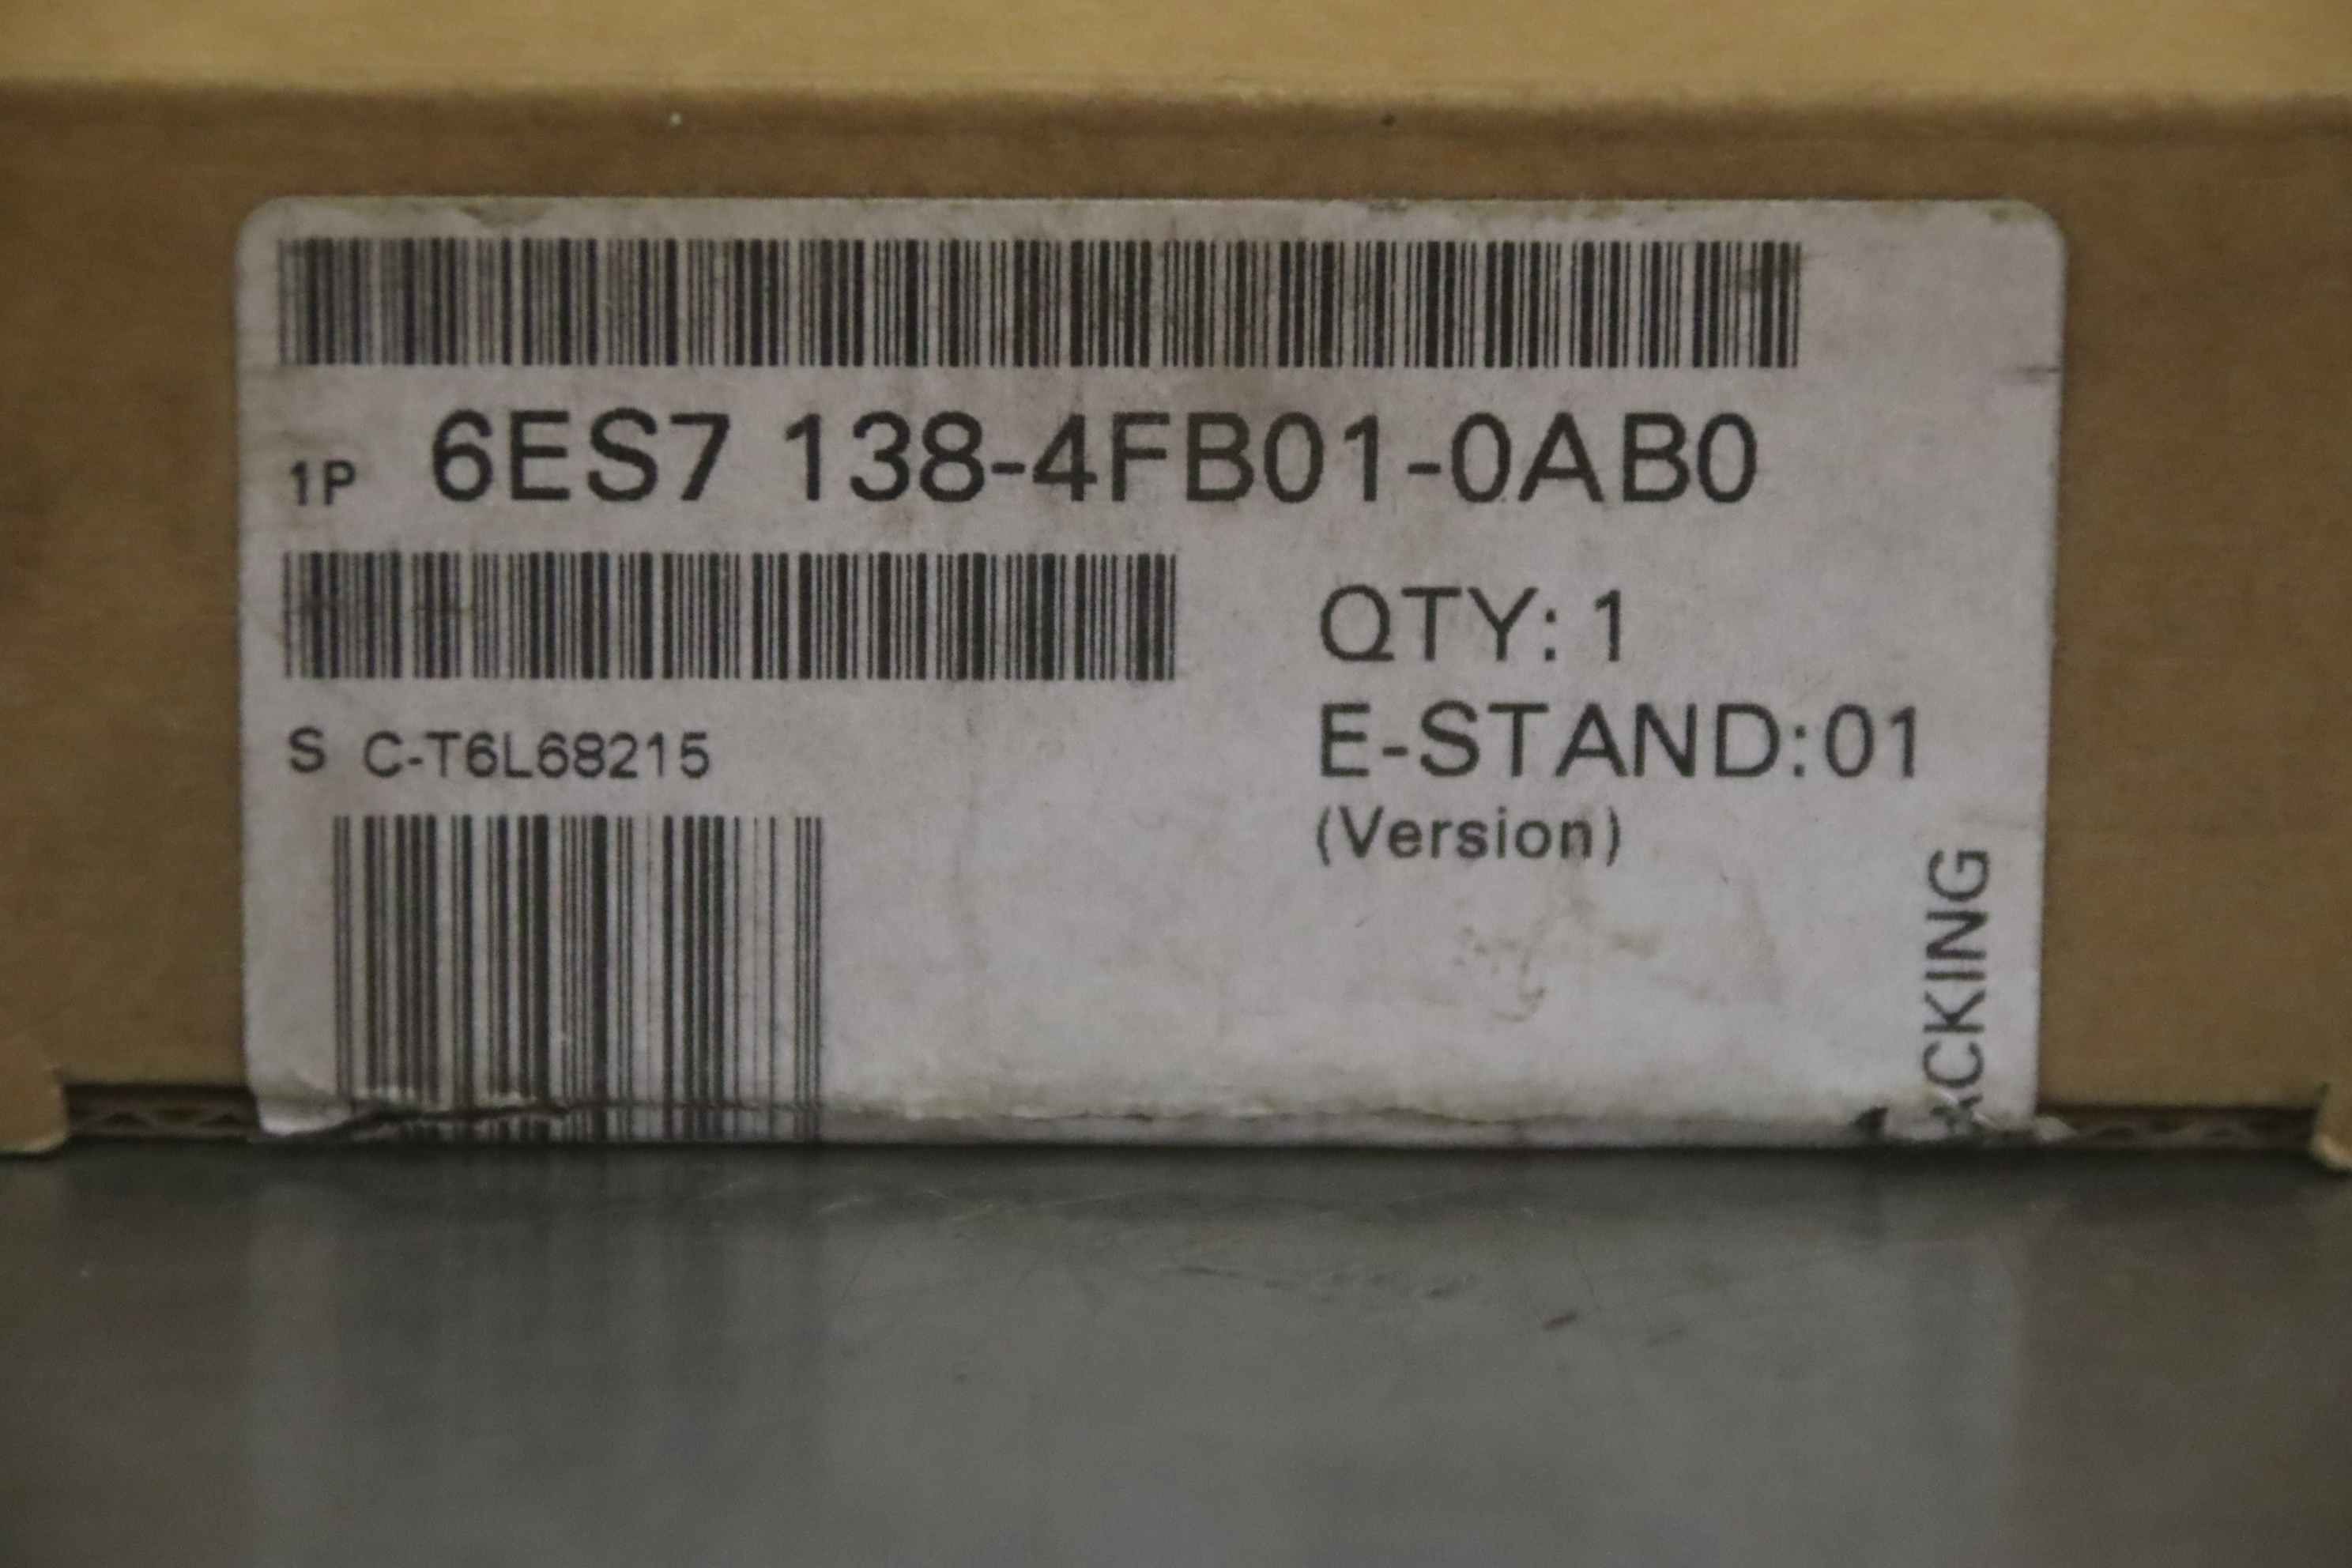 1P 6ES7 138-4FB01-0AB0
QTY: 1
S C-T6L68215
E-STAND:01
(Version)
ACKING